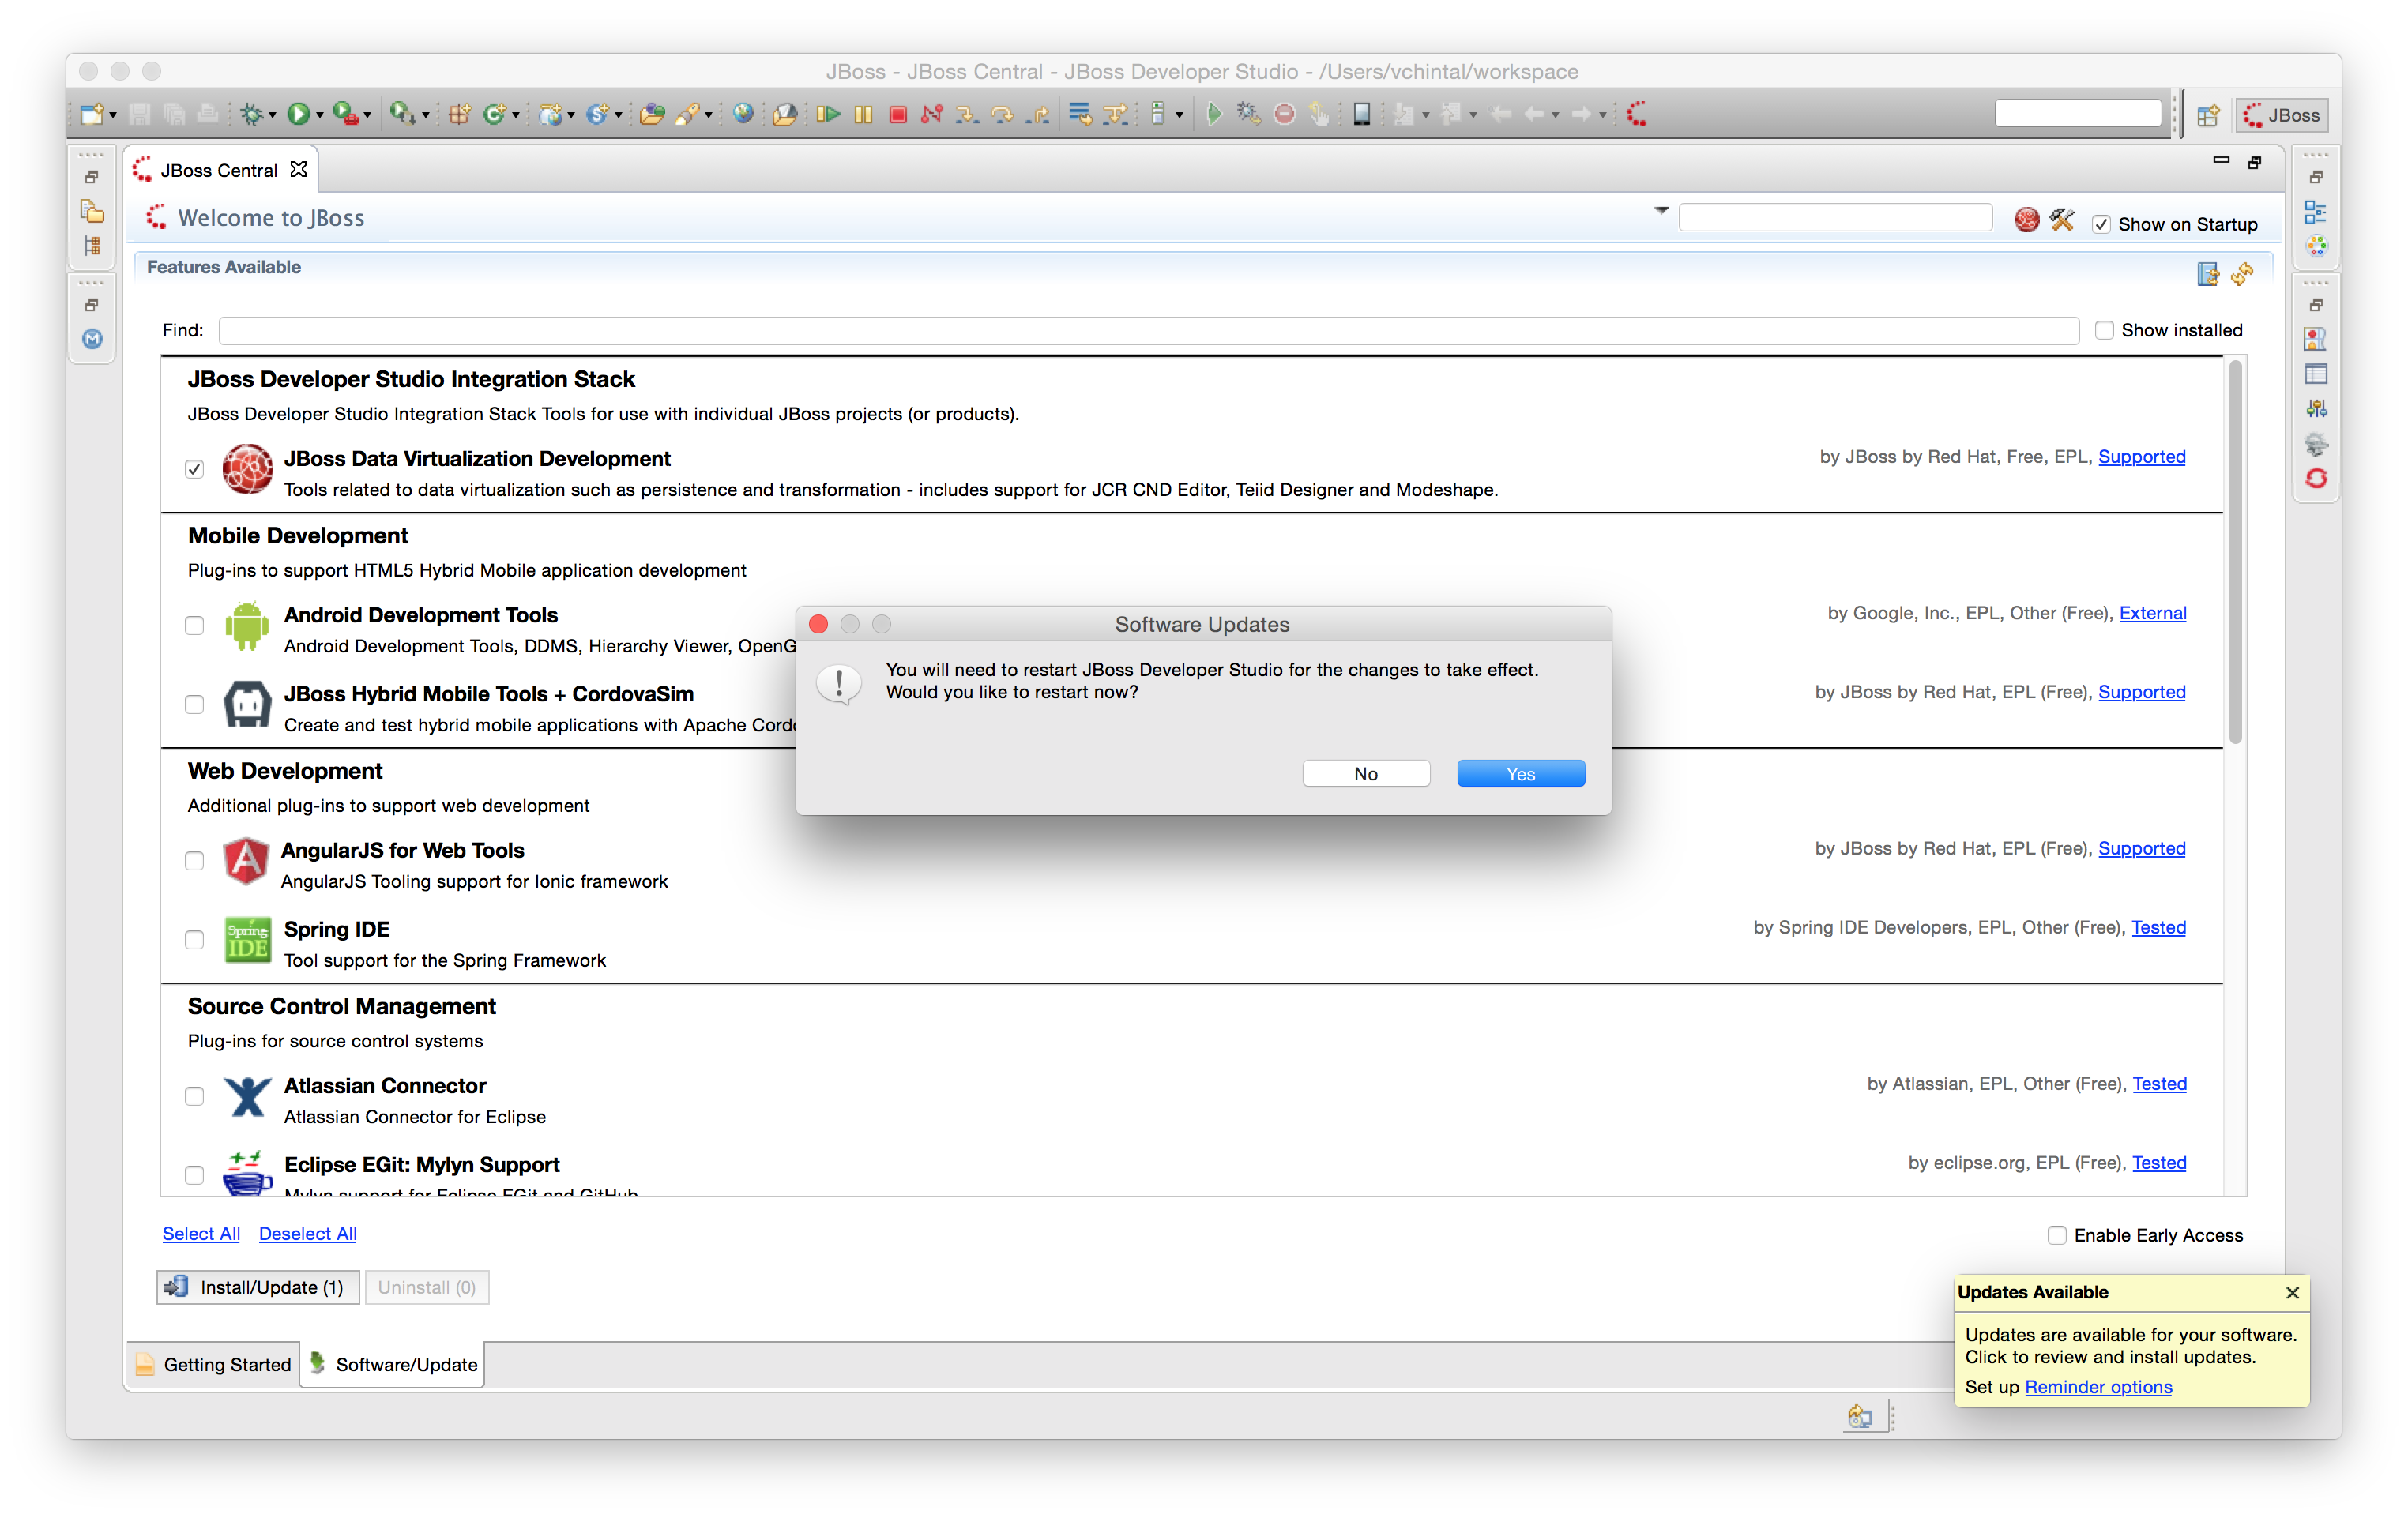 JBoss - JBoss Central - JBoss Developer Studio - /Users/vchintal/workspace
JBoss
JBoss Central
Welcome to JBoss
Show on Startup
Features Available
Find:
Show installed
JBoss Developer Studio Integration Stack
JBoss Developer Studio Integration Stack Tools for use with individual JBoss projects (or products).
JBoss Data Virtualization Development
by JBoss by Red Hat, Free, EPL, Supported
Tools related to data virtualization such as persistence and transformation - includes support for JCR CND Editor, Teiid Designer and Modeshape.
Mobile Development
Plug-ins to support HTML5 Hybrid Mobile application development
Android Development Tools
by Google, Inc., EPL, Other (Free), External
Android Development Tools, DDMS, Hierarchy Viewer, OpenG
JBoss Hybrid Mobile Tools + CordovaSim
by JBoss by Red Hat, EPL (Free), Supported
Create and test hybrid mobile applications with Apache Cordo
Software Updates
You will need to restart JBoss Developer Studio for the changes to take effect.
Would you like to restart now?
No
Yes
Web Development
Additional plug-ins to support web development
AngularJS for Web Tools
by JBoss by Red Hat, EPL (Free), Supported
AngularJS Tooling support for Ionic framework
Spring IDE
Spring IDE
by Spring IDE Developers, EPL, Other (Free), Tested
Tool support for the Spring Framework
Source Control Management
Plug-ins for source control systems
Atlassian Connector
by Atlassian, EPL, Other (Free), Tested
Atlassian Connector for Eclipse
Eclipse EGit: Mylyn Support
by eclipse.org, EPL (Free), Tested
Mylyn support for Eclipse EGit and GitHub
Select All Deselect All
Enable Early Access
Install/Update (1)
Uninstall (0)
Updates Available
Updates are available for your software.
Click to review and install updates.
Set up Reminder options
Getting Started
Software/Update